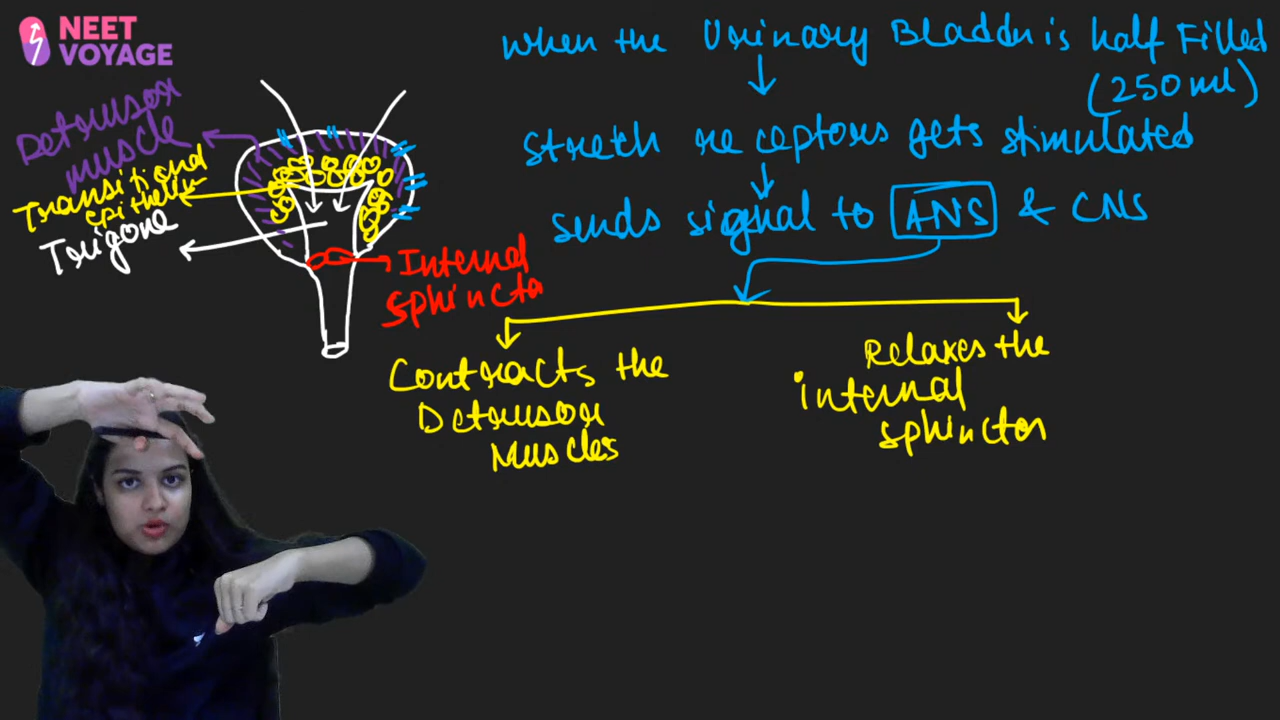 NEET
VOYAGE
When the Urinary Bladder is half Filled
(250 ml)
Stretch receptors gets stimulated
sends signal to ANS & CNS
Detrusor
muscle
Transitional
epithelium
Trigone
Internal
Sphincter
Contracts the
Detrusor
Muscles
Relaxes the
internal
sphinctor